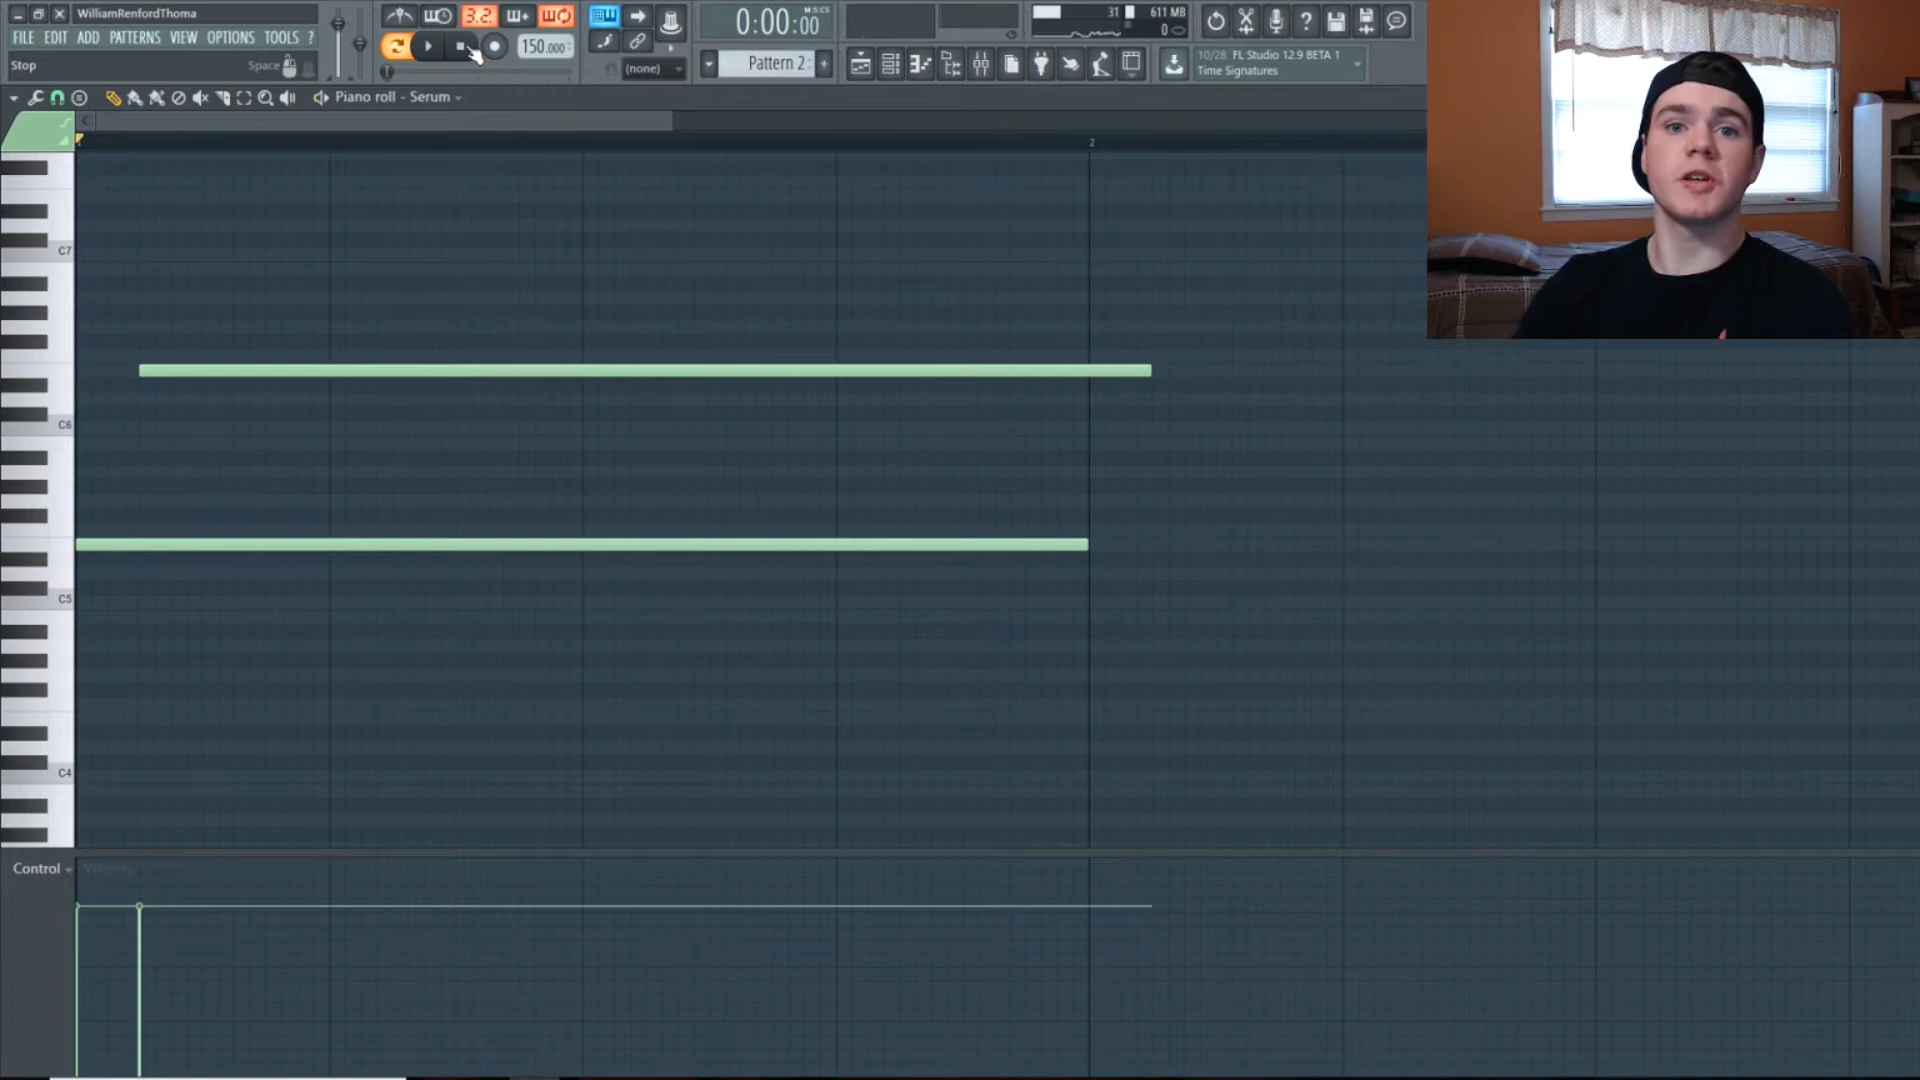 WilliamRenfordThoma
FILE EDIT ADD PATTERNS VIEW OPTIONS TOOLS ?
Stop Space
3.2.
150.000
(none)
0:00:00 M:S:CS
Pattern 2
31 611 MB
0
10/28 FL Studio 12.9 BETA 1
Time Signatures
Piano roll - Serum
2
C7
C6
C5
C4
Control Velocity